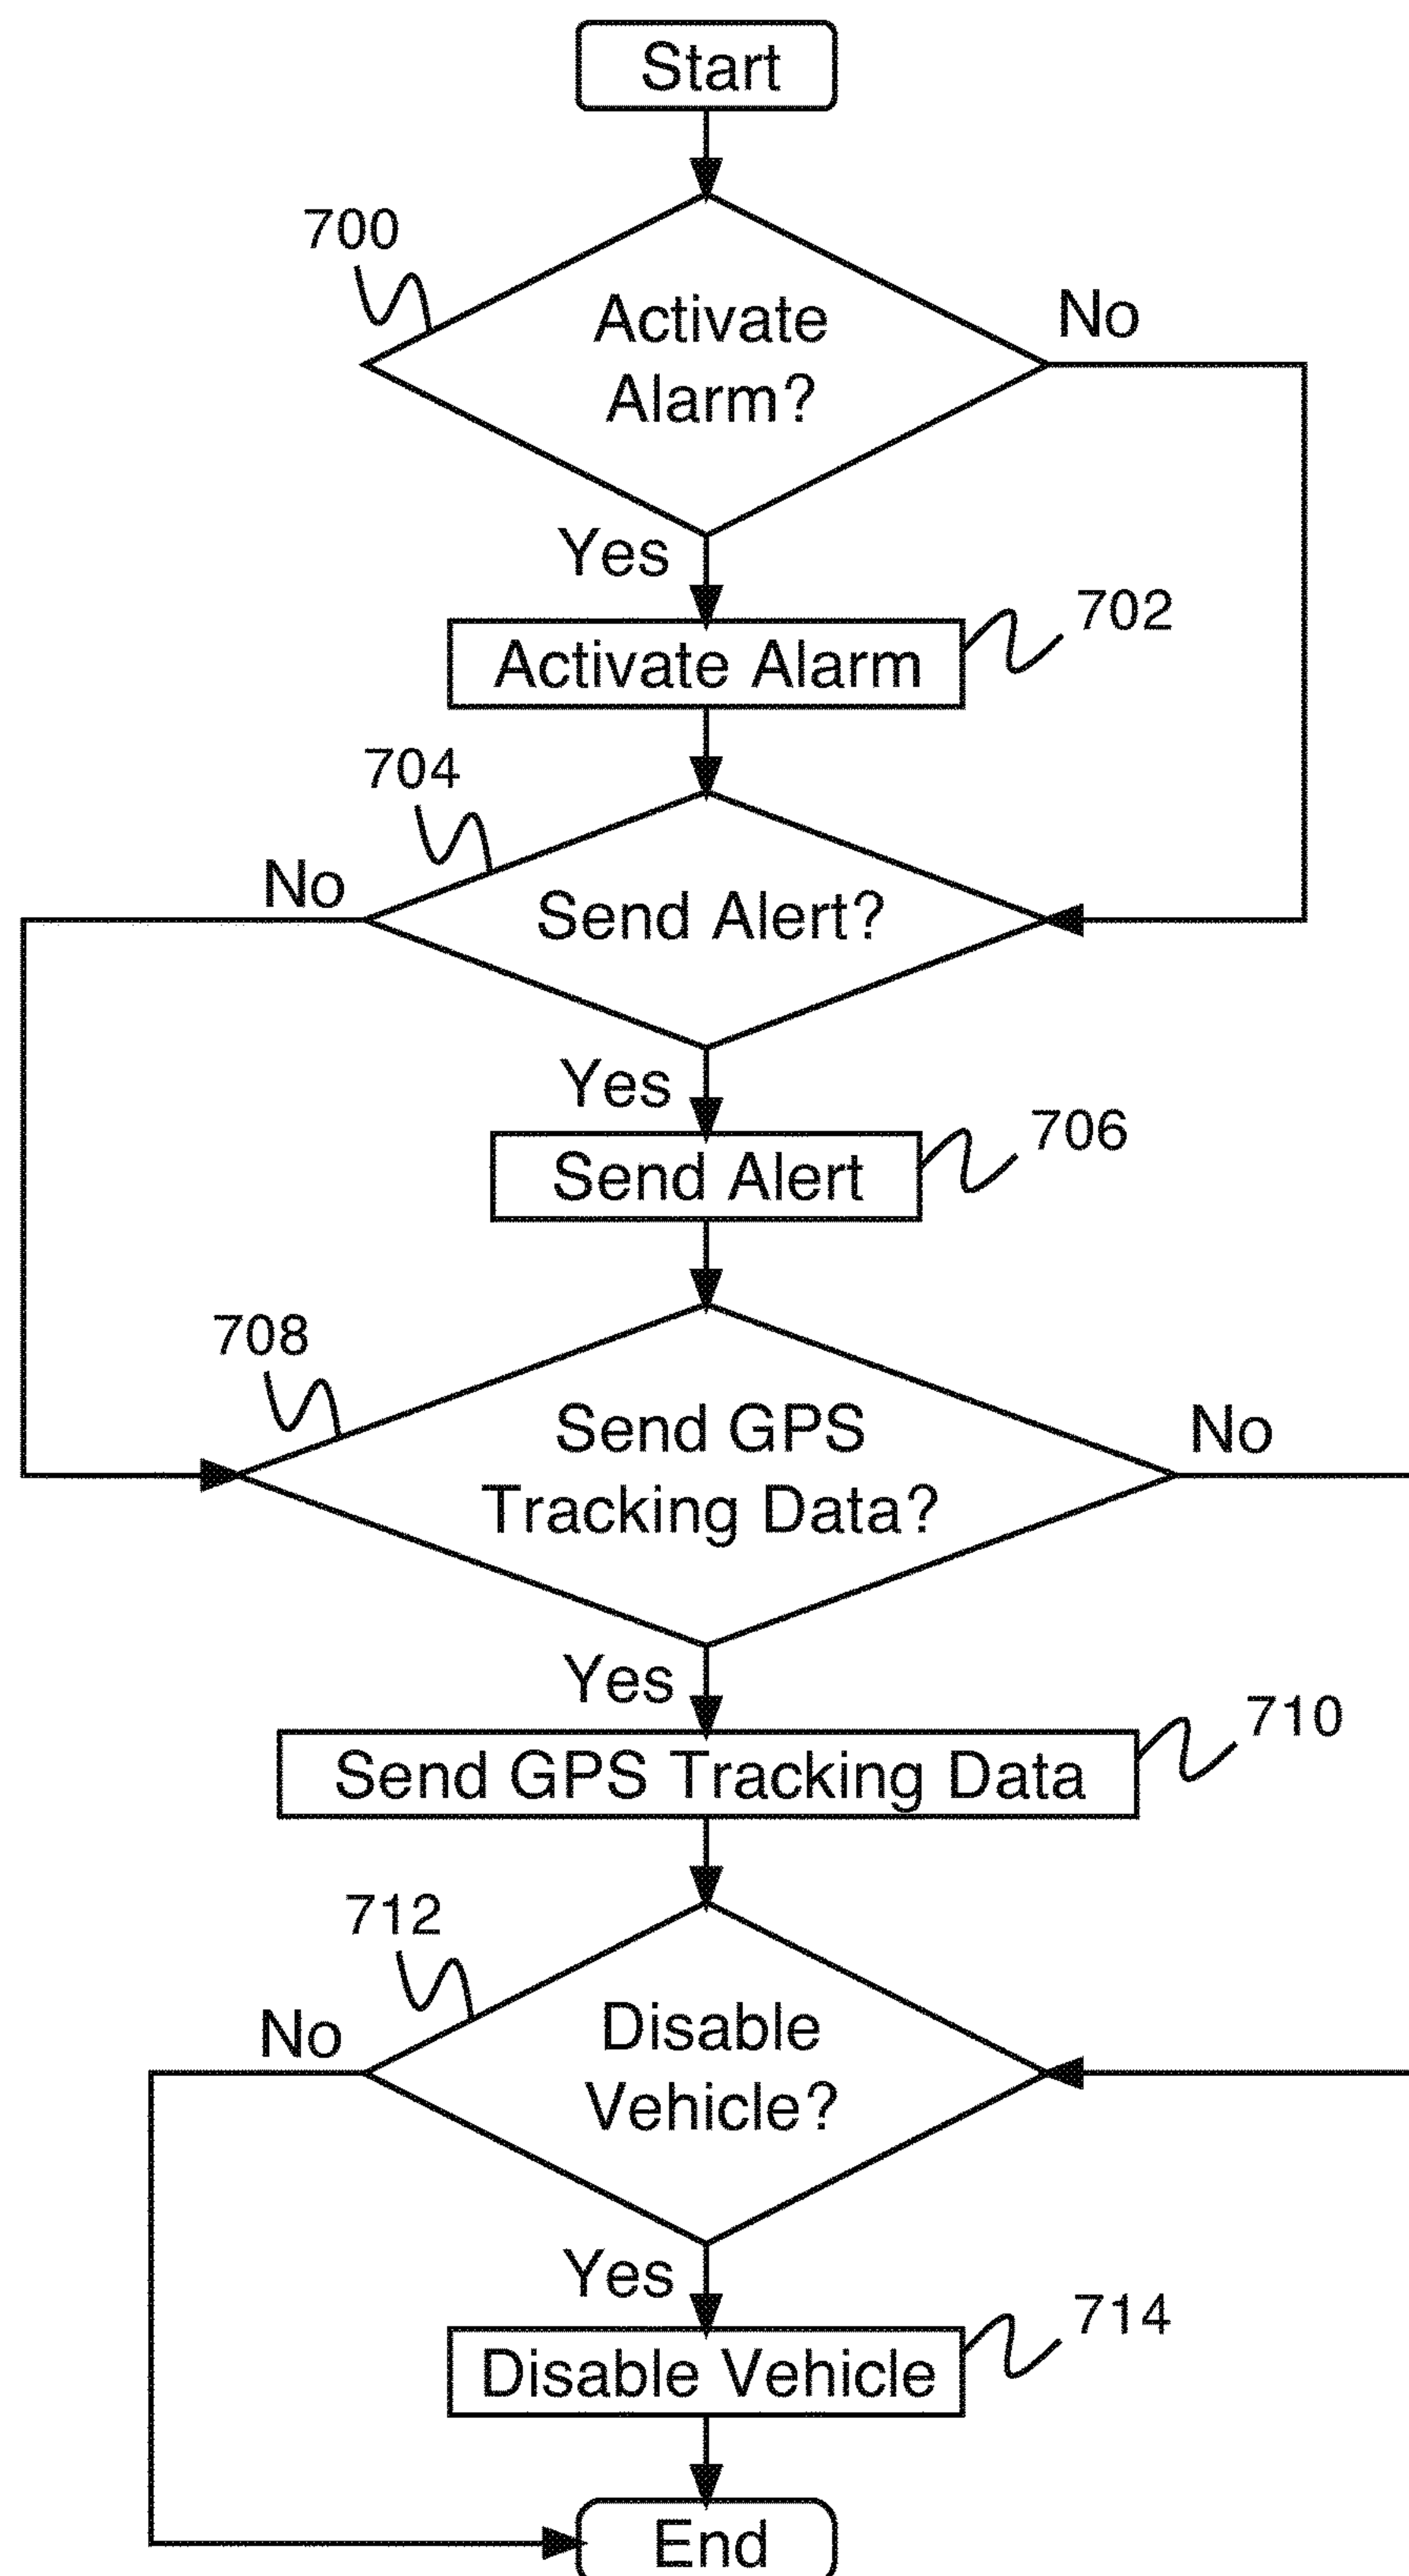 Start
700
Activate
Alarm?
No
Yes
702
Activate Alarm
704
No
Send Alert?
Yes
706
Send Alert
708
Send GPS
Tracking Data?
No
Yes
710
Send GPS Tracking Data
712
No
Disable
Vehicle?
Yes
714
Disable Vehicle
End